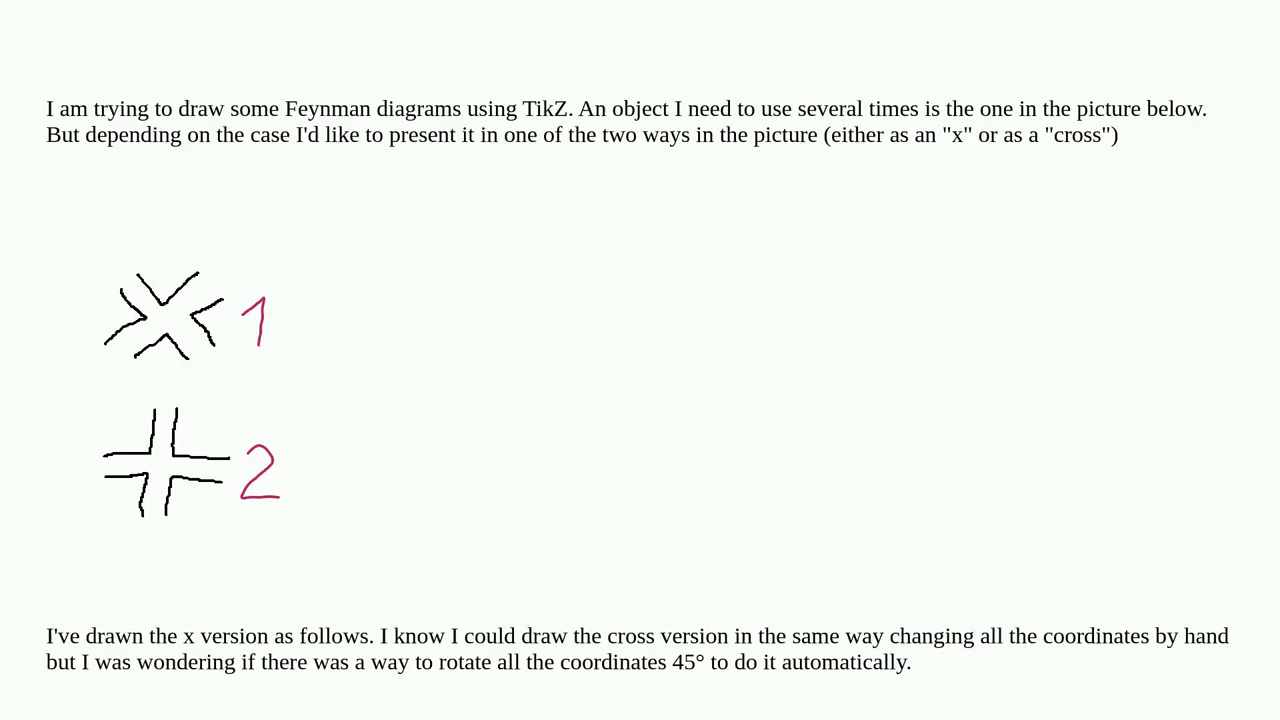 I am trying to draw some Feynman diagrams using TikZ. An object I need to use several times is the one in the picture below.
But depending on the case I'd like to present it in one of the two ways in the picture (either as an "x" or as a "cross")
1
2
I've drawn the x version as follows. I know I could draw the cross version in the same way changing all the coordinates by hand
but I was wondering if there was a way to rotate all the coordinates 45° to do it automatically.